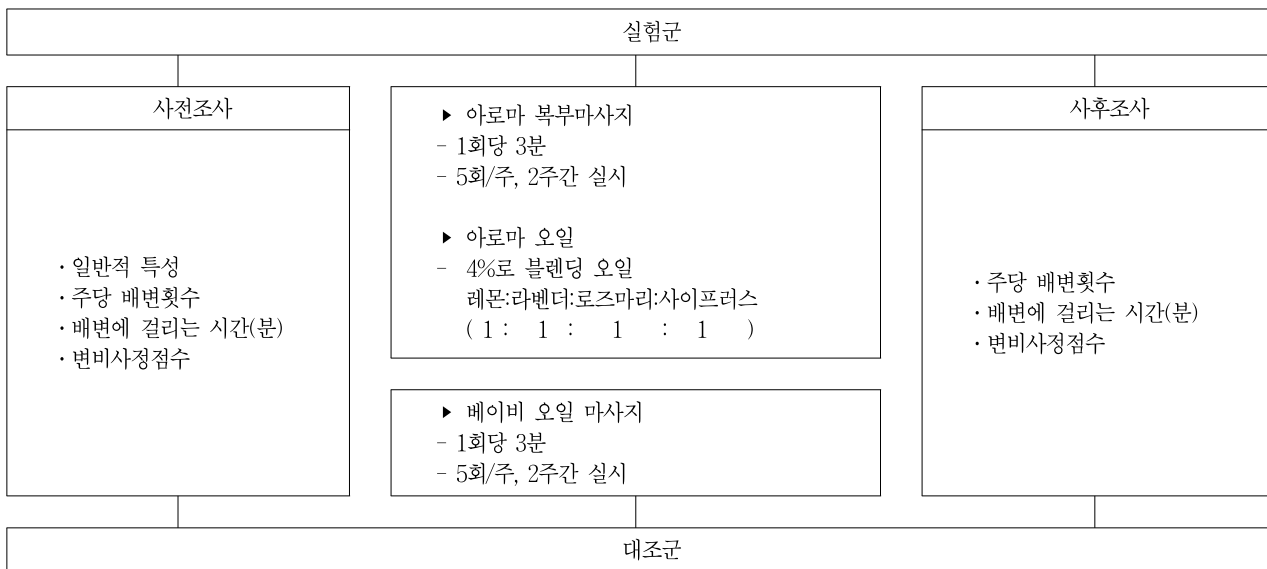 실험군
사전조사
· 일반적 특성
· 주당 배변횟수
· 배변에 걸리는 시간(분)
· 변비사정점수
▶ 아로마 복부마사지
- 1회당 3분
- 5회/주, 2주간 실시
▶ 아로마 오일
- 4%로 블렌딩 오일
레몬:라벤더:로즈마리:사이프러스
( 1 : 1 : 1 : 1 )
▶ 베이비 오일 마사지
- 1회당 3분
- 5회/주, 2주간 실시
사후조사
· 주당 배변횟수
· 배변에 걸리는 시간(분)
· 변비사정점수
대조군